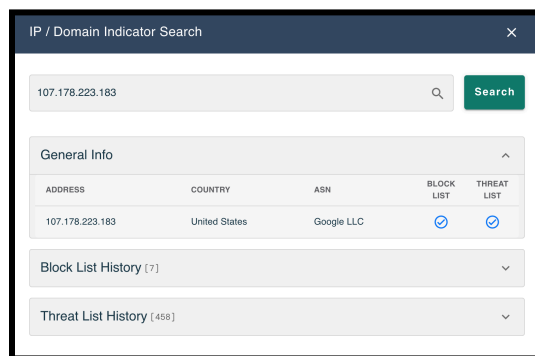 IP / Domain Indicator Search
107.178.223.183
Search
General Info
ADDRESS COUNTRY ASN BLOCK LIST THREAT LIST
107.178.223.183 United States Google LLC
Block List History [7]
Threat List History [458]